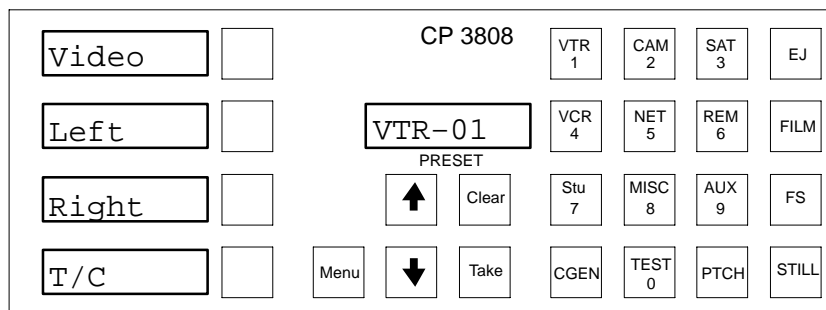 CP 3808
Video
VTR 1
CAM 2
SAT 3
EJ
Left
VTR-01
PRESET
VCR 4
NET 5
REM 6
FILM
Right
Clear
Stu 7
MISC 8
AUX 9
FS
T/C
Menu
Take
CGEN
TEST 0
PTCH
STILL